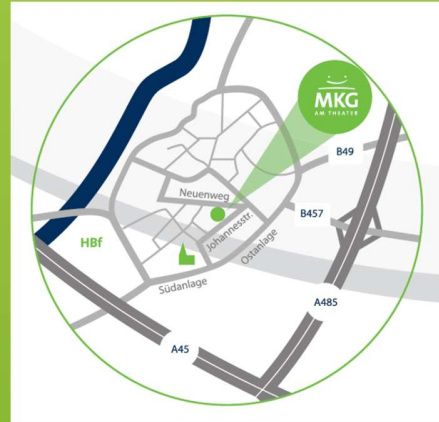 MKG
AM THEATER
B49
Neuenweg
B457
Johannesstr.
HBf
Ostanlage
Südanlage
A485
A45